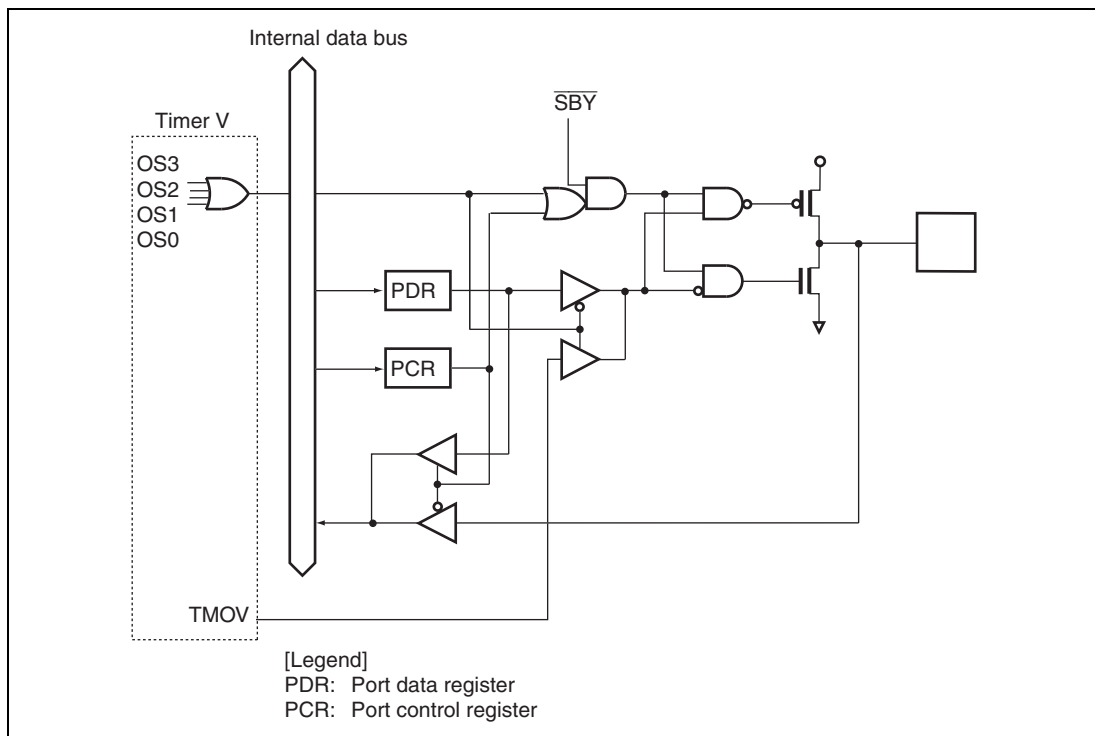 Internal data bus
SBY
Timer V
OS3
OS2
OS1
OS0
PDR
PCR
TMOV
[Legend]
PDR: Port data register
PCR: Port control register